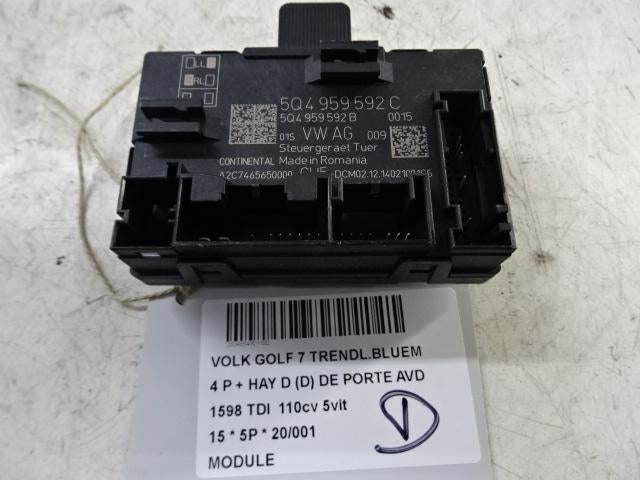 LL
RL
5Q4 959 592 C
5Q4 959 592 B 0015
015 VW AG 009
Steuergeraet Tuer
CONTINENTAL Made in Romania
A2C7465650000
VOLK GOLF 7 TRENDL.BLUEM
4 P + HAY D (D) DE PORTE AVD
1598 TDI 110cv 5vit
15 * 5P * 20/001
MODULE
D